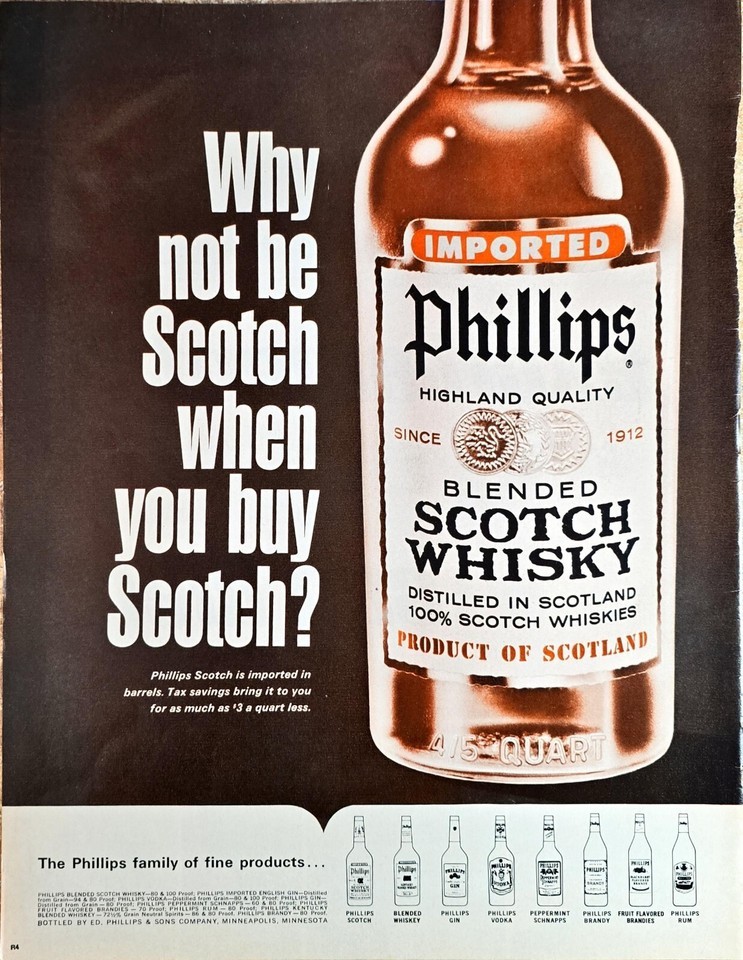 Why
not be
Scotch
when
you buy
Scotch?
Phillips Scotch is imported in
barrels. Tax savings bring it to you
for as much as $3 a quart less.
IMPORTED
Phillips®
HIGHLAND QUALITY
SINCE 1912
BLENDED
SCOTCH
WHISKY
DISTILLED IN SCOTLAND
100% SCOTCH WHISKIES
PRODUCT OF SCOTLAND
4/5 QUART
The Phillips family of fine products...
PHILLIPS BLENDED SCOTCH WHISKY—80 & 100 Proof; PHILLIPS IMPORTED ENGLISH GIN—Distilled
from Grain—94 & 80 Proof; PHILLIPS VODKA—Distilled from Grain—80 & 100 Proof; PHILLIPS GIN—
Distilled from Grain—80 Proof; PHILLIPS PEPPERMINT SCHNAPPS—60 & 80 Proof; PHILLIPS
FRUIT FLAVORED BRANDIES—70 Proof; PHILLIPS RUM—80 Proof; PHILLIPS KENTUCKY
BLENDED WHISKEY—72½% Grain Neutral Spirits—86 & 80 Proof; PHILLIPS BRANDY—80 Proof.
BOTTLED BY ED. PHILLIPS & SONS COMPANY, MINNEAPOLIS, MINNESOTA
PHILLIPS
SCOTCH
BLENDED
WHISKEY
PHILLIPS
GIN
PHILLIPS
VODKA
PEPPERMINT
SCHNAPPS
PHILLIPS
BRANDY
FRUIT FLAVORED
BRANDIES
PHILLIPS
RUM
R4